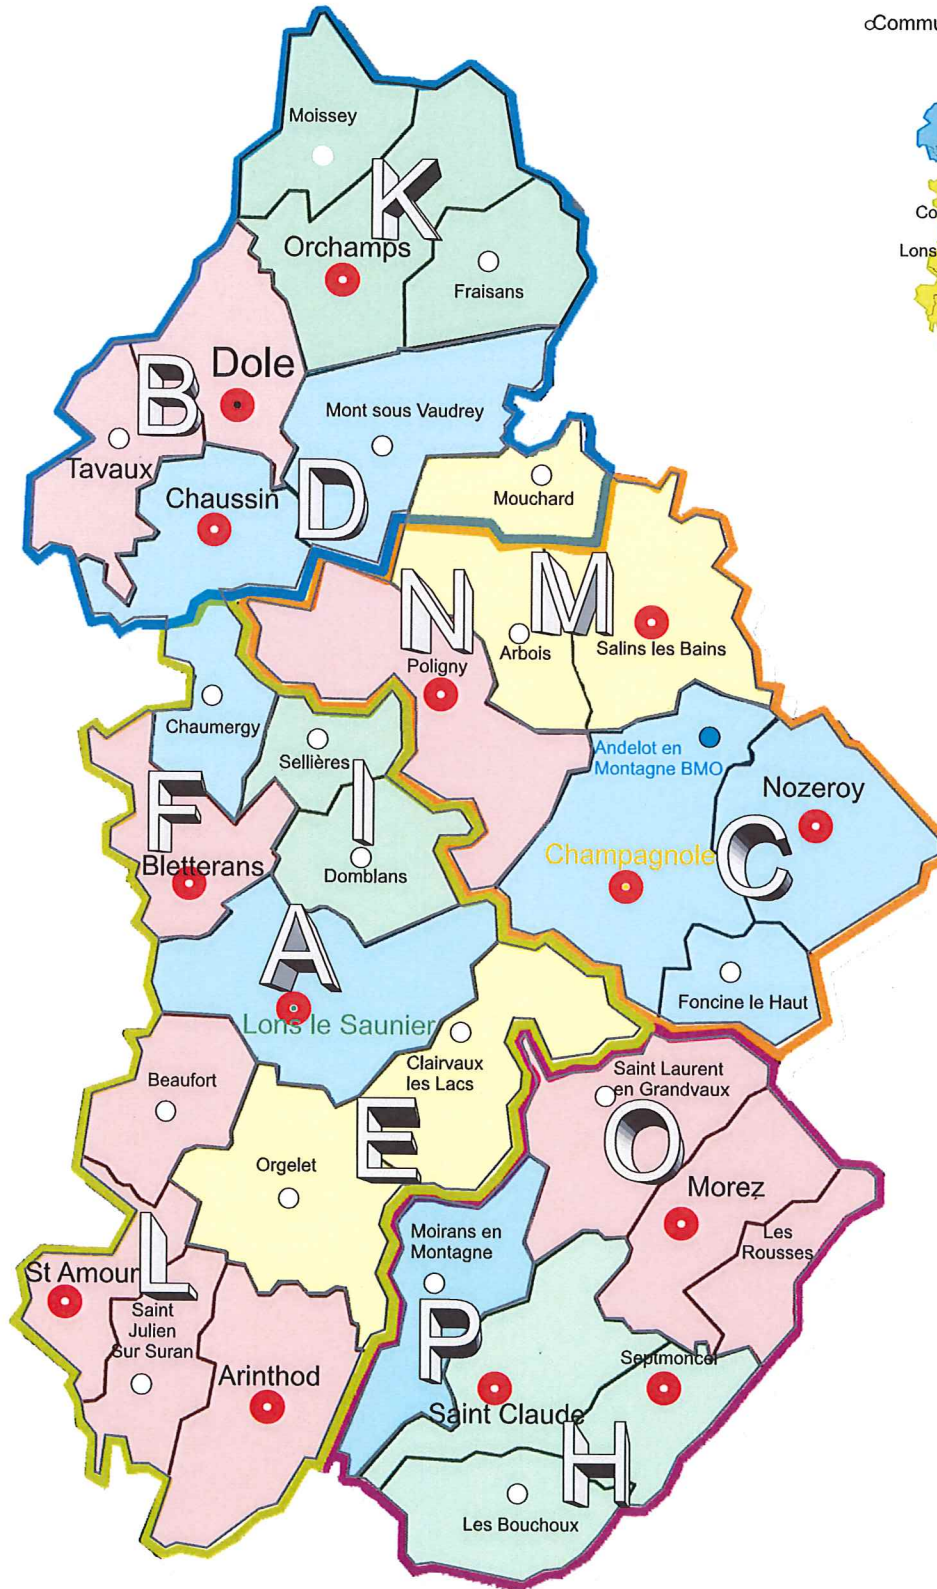 Moissey
K
Orchamps
Fraisans
B
Dole
Tavaux
Mont sous Vaudrey
D
Chaussin
Mouchard
N
M
Poligny
Arbois
Salins les Bains
Chaumergy
Sellières
Andelot en
Montagne BMO
Nozeroy
F
I
Bletterans
Domblans
Champagnole
C
A
Lons le Saunier
Foncine le Haut
Clairvaux
les Lacs
Beaufort
Saint Laurent
en Grandvaux
E
O
Orgelet
Morez
Les
Rousses
Moirans en
Montagne
L
St Amour
Saint
Julien
Sur Suran
P
Arinthod
Septmoncel
Saint Claude
H
Les Bouchoux
Lons